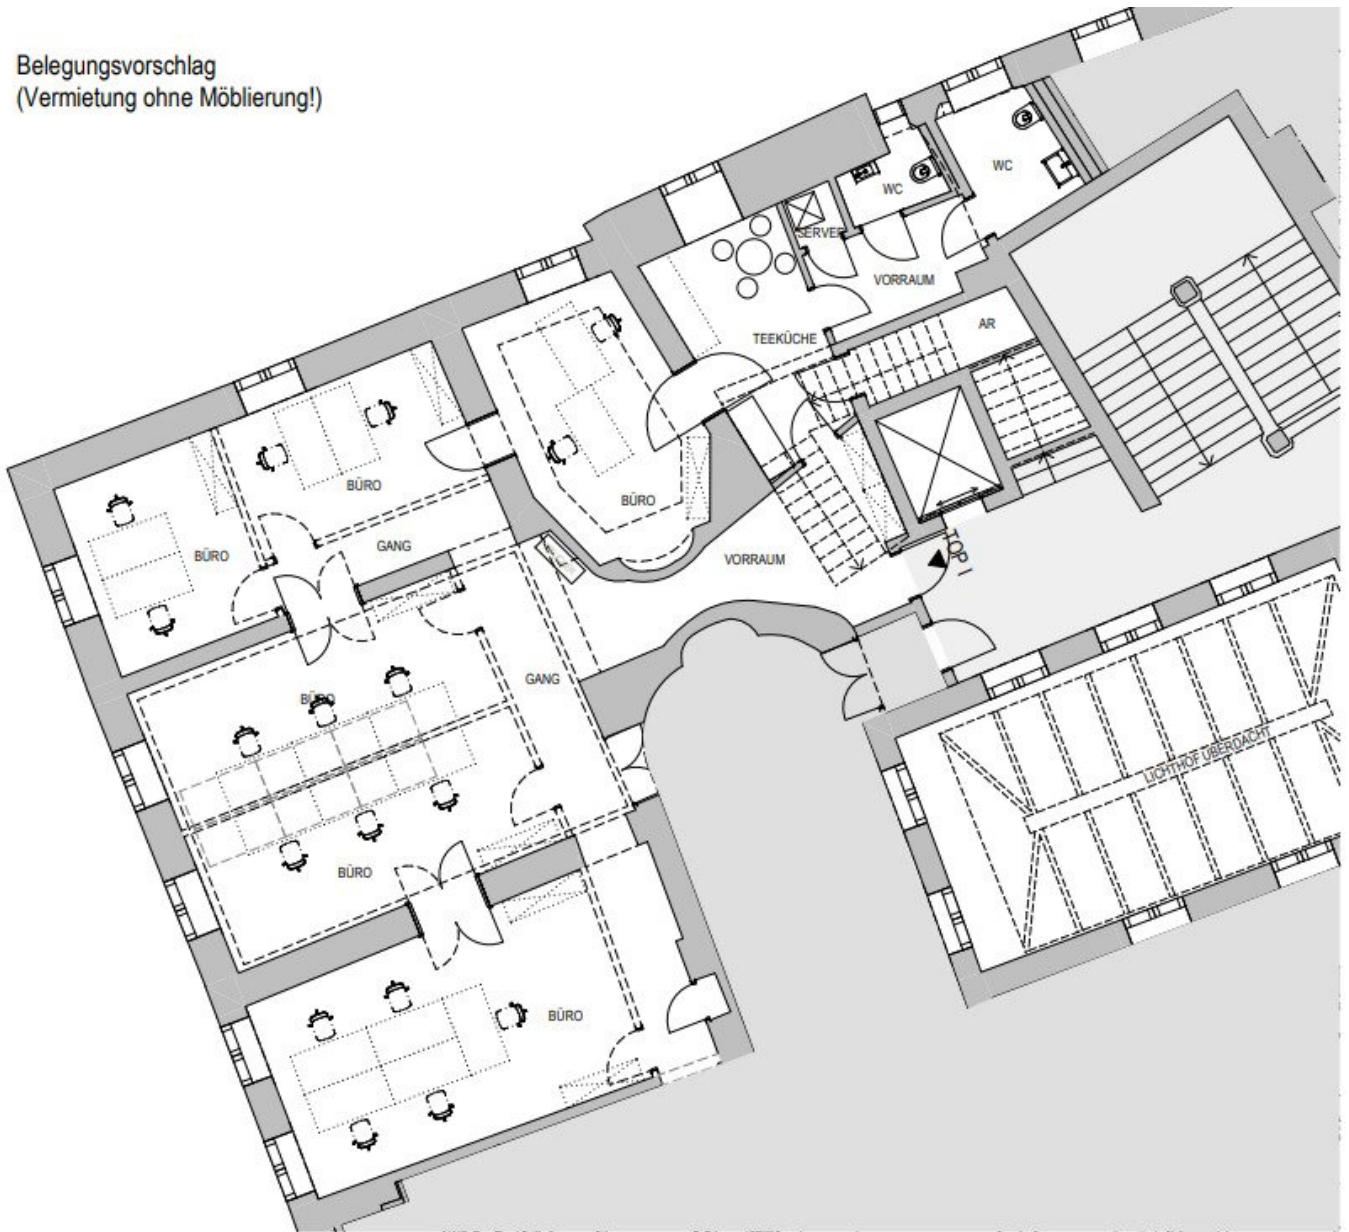 Belegungsvorschlag
(Vermietung ohne Möblierung!)
WC
WC
SERVER
VORRAUM
TEEKÜCHE
AR
BÜRO
BÜRO
GANG
BÜRO
VORRAUM
TOP I
BÜRO
GANG
LICHTHOF ÜBERDACHT
BÜRO
BÜRO